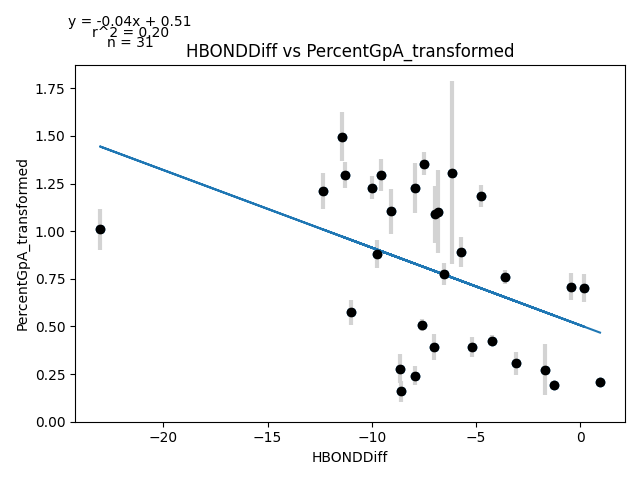 y = -0.04x + 0.51
r^2 = 0.20
n = 31
HBONDDiff vs PercentGpA_transformed
PercentGpA_transformed
1.75
1.50
1.25
1.00
0.75
0.50
0.25
0.00
−20 −15 −10 −5 0
HBONDDiff